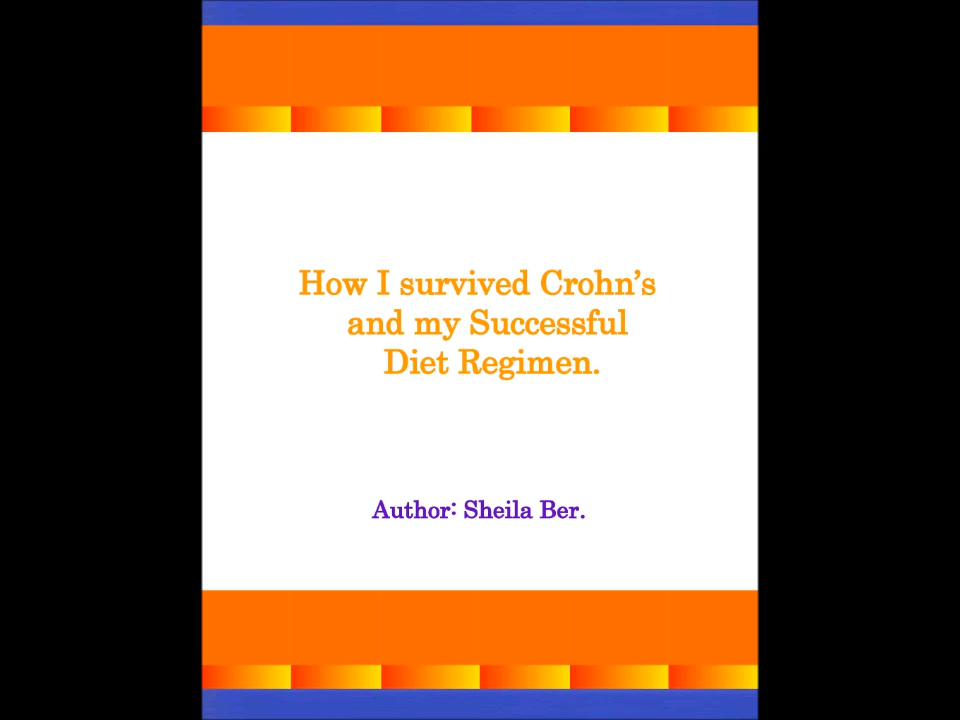 How I survived Crohn’s
and my Successful
Diet Regimen.
Author: Sheila Ber.